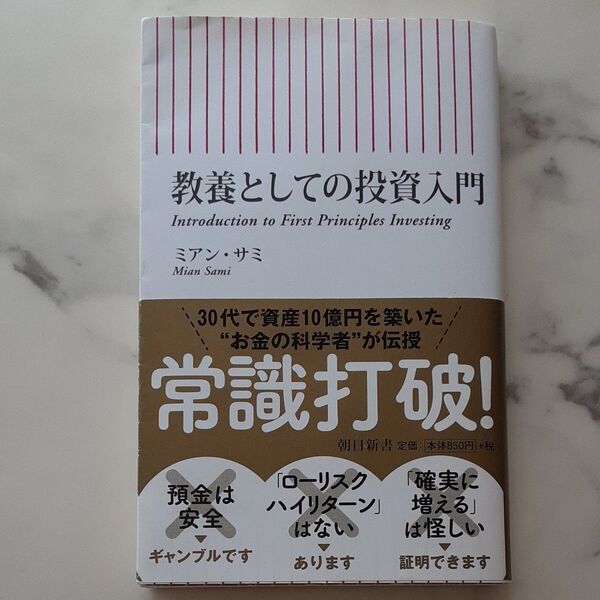 教養としての投資入門
Introduction to First Principles Investing
ミアン・サミ
Mian Sami
30代で資産10億円を築いた
“お金の科学者”が伝授
常識打破!
朝日新書 定価:本体850円+税
預金は
安全
ギャンブルです
「ローリスク
ハイリターン」
はない
あります
「確実に
増える」
は怪しい
証明できます